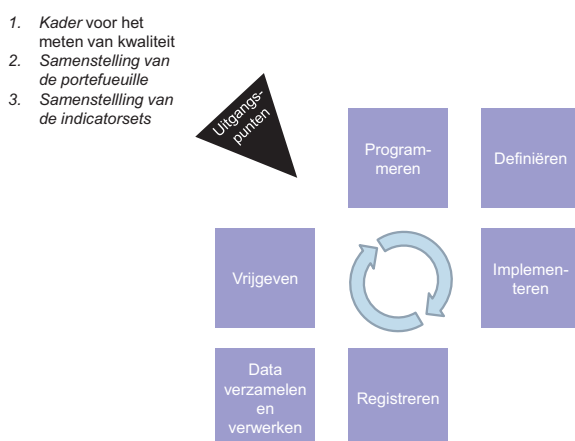 1. Kader voor het
meten van kwaliteit
2. Samenstelling van
de portefueuille
3. Samenstellling van
de indicatorsets
Uitgangs-
punten
Program-
meren
Definiëren
Vrijgeven
Implemen-
teren
Data
verzamelen
en
verwerken
Registreren